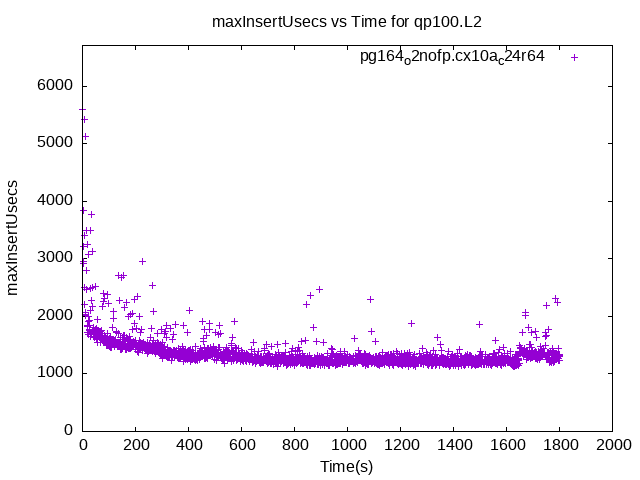 maxInsertUsecs vs Time for qp100.L2
pg164o2nofp.cx10ac24r64
maxInsertUsecs
6000
5000
4000
3000
2000
1000
0
0 200 400 600 800 1000 1200 1400 1600 1800 2000
Time(s)